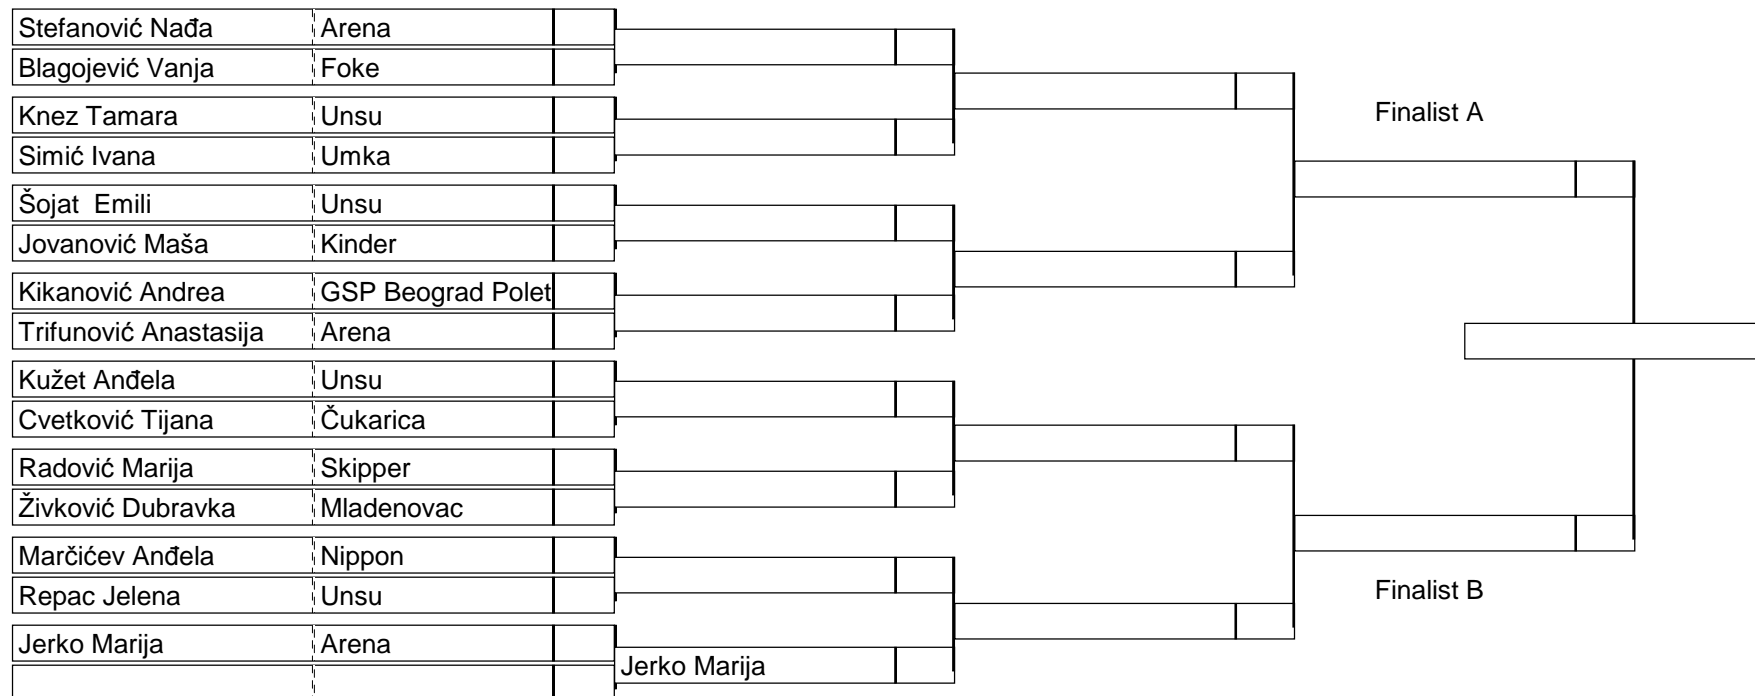 Stefanović Nađa Arena
Blagojević Vanja Foke
Knez Tamara Unsu
Finalist A
Simić Ivana Umka
Šojat  Emili Unsu
Jovanović Maša Kinder
Kikanović Andrea GSP Beograd Polet
Trifunović Anastasija Arena
Kužet Anđela Unsu
Cvetković Tijana Čukarica
Radović Marija Skipper
Živković Dubravka Mladenovac
Marčićev Anđela Nippon
Repac Jelena Unsu
Finalist B
Jerko Marija Arena
Jerko Marija